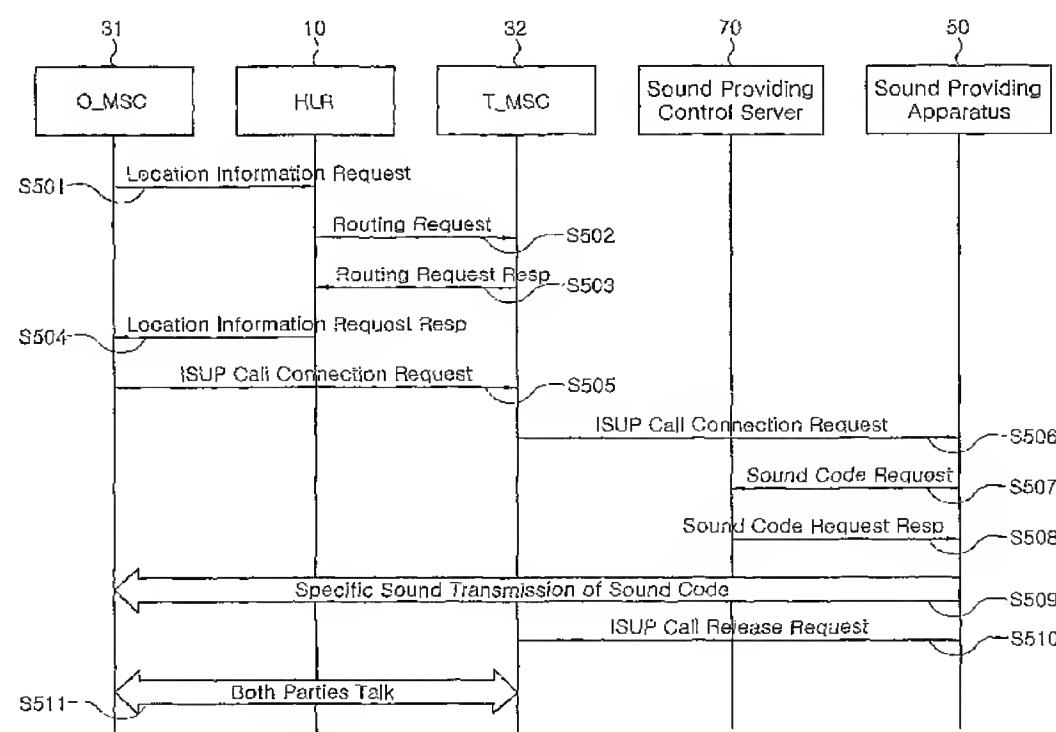 31 10 32 70 50
O_MSC HLR T_MSC Sound Providing Control Server Sound Providing Apparatus
S501 Location Information Request
Routing Request S502
Routing Request Resp S503
S504 Location Information Request Resp
ISUP Call Connection Request S505
ISUP Call Connection Request S506
Sound Code Request S507
Sound Code Request Resp S508
Specific Sound Transmission of Sound Code S509
ISUP Call Release Request S510
S511 Both Parties Talk